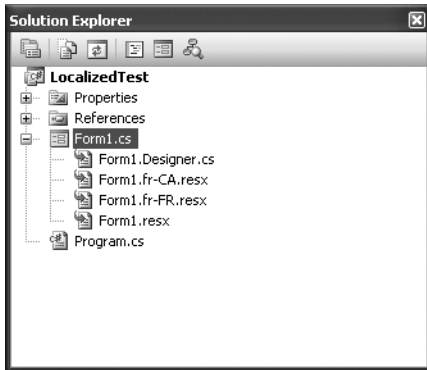 Solution Explorer
LocalizedTest
Properties
References
Form1.cs
Form1.Designer.cs
Form1.fr-CA.resx
Form1.fr-FR.resx
Form1.resx
Program.cs